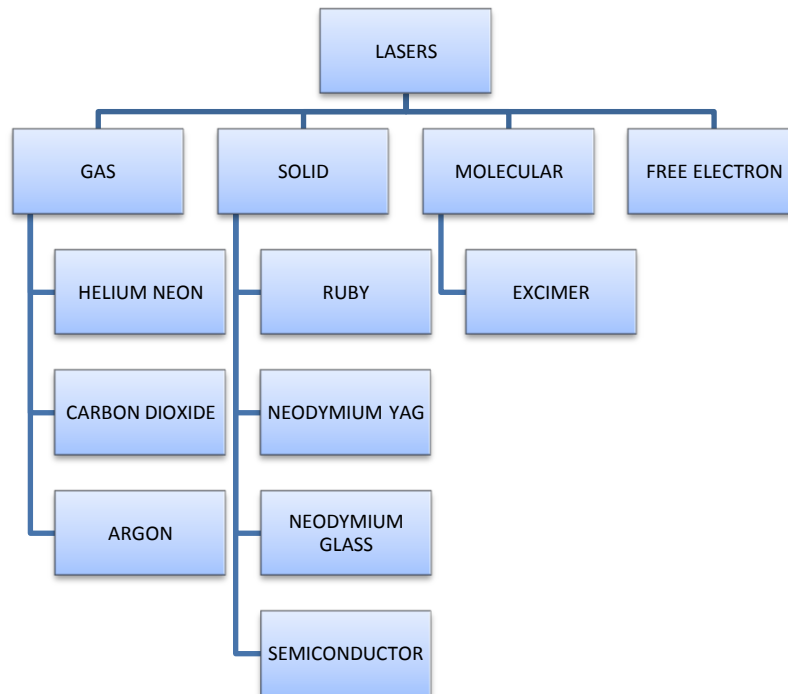 LASERS
GAS
SOLID
MOLECULAR
FREE ELECTRON
HELIUM NEON
RUBY
EXCIMER
CARBON DIOXIDE
NEODYMIUM YAG
ARGON
NEODYMIUM
GLASS
SEMICONDUCTOR